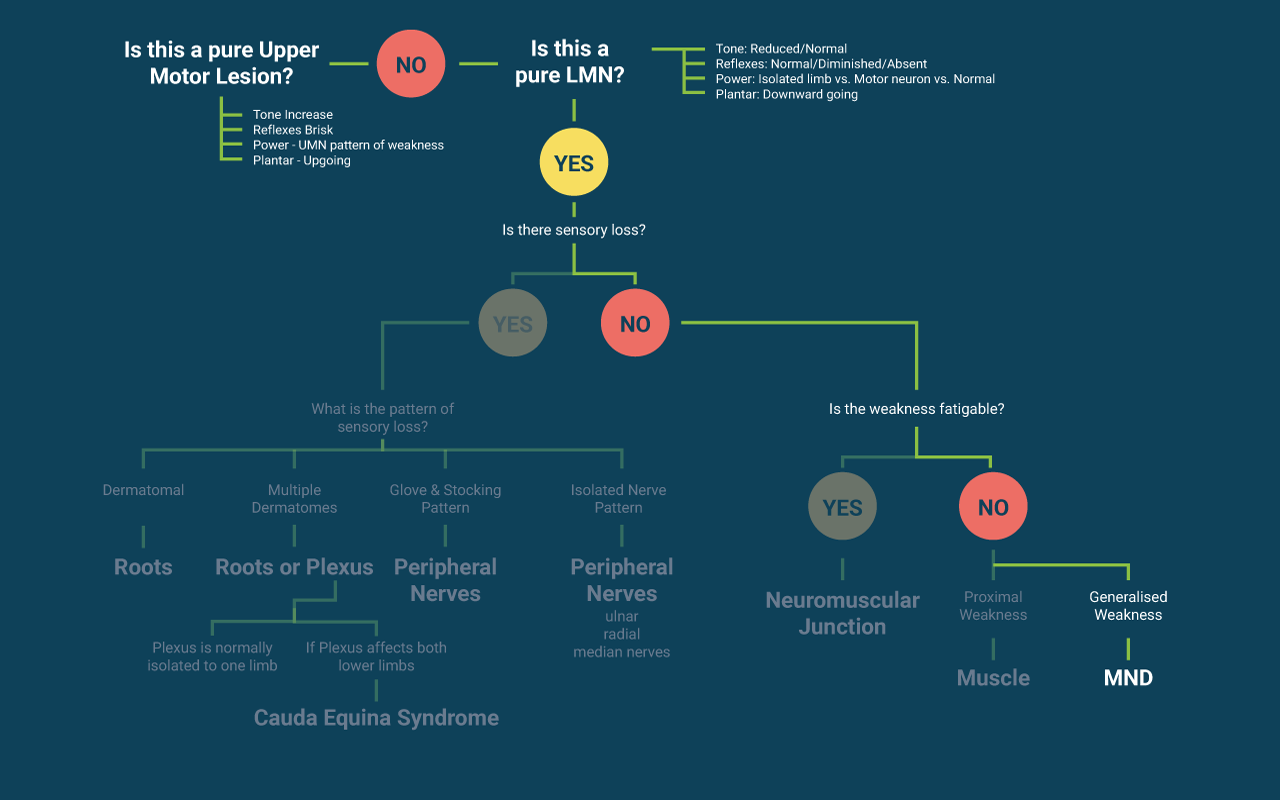 Is this a pure Upper
Motor Lesion?
NO
Is this a
pure LMN?
Tone: Reduced/Normal
Reflexes: Normal/Diminished/Absent
Power: Isolated limb vs. Motor neuron vs. Normal
Plantar: Downward going
Tone Increase
Reflexes Brisk
Power - UMN pattern of weakness
Plantar - Upgoing
YES
Is there sensory loss?
YES
NO
What is the pattern of
sensory loss?
Is the weakness fatigable?
Dermatomal
Multiple
Dermatomes
Glove & Stocking
Pattern
Isolated Nerve
Pattern
YES
NO
Roots
Roots or Plexus
Peripheral
Nerves
Peripheral
Nerves
ulnar
radial
median nerves
Neuromuscular
Junction
Proximal
Weakness
Generalised
Weakness
Plexus is normally
isolated to one limb
If Plexus affects both
lower limbs
Muscle
MND
Cauda Equina Syndrome